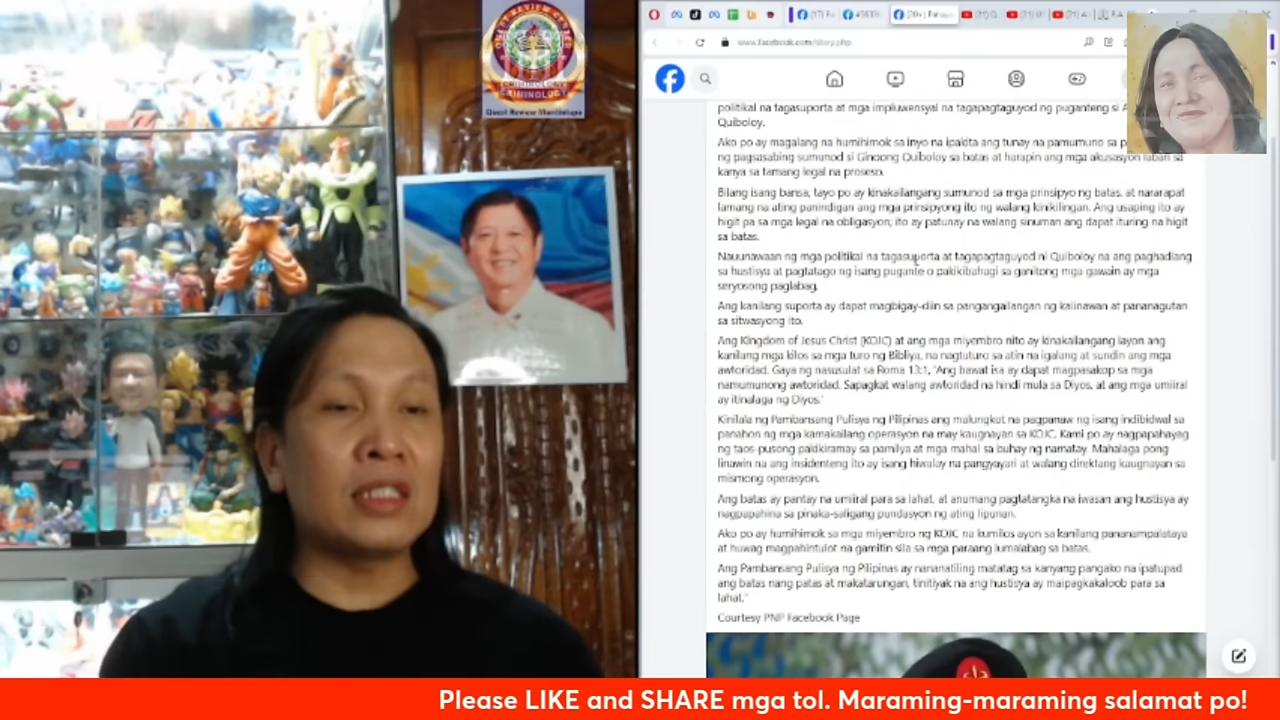 QUEST REVIEW CENTER
CRIMINOLOGY
Quest Review Muntinlupa
www.facebook.com/story.php
politikal na tagasuporta at mga impluwensyal na tagapagtaguyod ng puganteng si A
Quiboloy.
Ako po ay magalang na humihimok sa inyo na ipakita ang tunay na pamumuno sa p
ng pagsasabing sumunod si Ginoong Quiboloy sa batas at harapin ang mga akusasyon laban sa
kanya sa tamang legal na proseso.
Bilang isang bansa, tayo po ay kinakailangang sumunod sa mga prinsipyo ng batas, at nararapat
lamang na ating panindigan ang mga prinsipyong ito ng walang kinikilingan. Ang usaping ito ay
higit pa sa mga legal na obligasyon; ito ay patunay na walang sinuman ang dapat ituring na higit
sa batas.
Nauunawaan ng mga politikal na tagasuporta at tagapagtaguyod ni Quiboloy na ang paghadlang
sa hustisya at pagtatago ng isang pugante o pakikibahagi sa ganitong mga gawain ay mga
seryosong paglabag.
Ang kanilang suporta ay dapat magbigay-diin sa pangangailangan ng kalinawan at pananagutan
sa sitwasyong ito.
Ang Kingdom of Jesus Christ (KOJC) at ang mga miyembro nito ay kinakailangang iayon ang
kanilang mga kilos sa mga turo ng Bibliya, na nagtuturo sa atin na igalang at sundin ang mga
awtoridad. Gaya ng nasusulat sa Roma 13:1, 'Ang bawat isa ay dapat magpasakop sa mga
namumunong awtoridad. Sapagkat walang awtoridad na hindi mula sa Diyos, at ang mga umiiral
ay itinalaga ng Diyos.'
Kinilala ng Pambansang Pulisya ng Pilipinas ang malungkot na pagpanaw ng isang indibidwal sa
panahon ng mga kamakailang operasyon na may kaugnayan sa KOJC. Kami po ay nagpapahayag
ng taos-pusong pakikiramay sa pamilya at mga mahal sa buhay ng namatay. Mahalaga pong
linawin na ang insidenteng ito ay isang hiwalay na pangyayari at walang direktang kaugnayan sa
mismong operasyon.
Ang batas ay pantay na umiiral para sa lahat, at anumang pagtatangka na iwasan ang hustisya ay
nagpapahina sa pinaka-saligang pundasyon ng ating lipunan.
Ako po ay humihimok sa mga miyembro ng KOJC na kumilos ayon sa kanilang pananampalataya
at huwag magpahintulot na gamitin sila sa mga paraang lumalabag sa batas.
Ang Pambansang Pulisya ng Pilipinas ay nananatiling matatag sa kanyang pangako na ipatupad
ang batas nang patas at makatarungan, tinitiyak na ang hustisya ay maipagkakaloob para sa
lahat."
Courtesy PNP Facebook Page
Please LIKE and SHARE mga tol. Maraming-maraming salamat po!